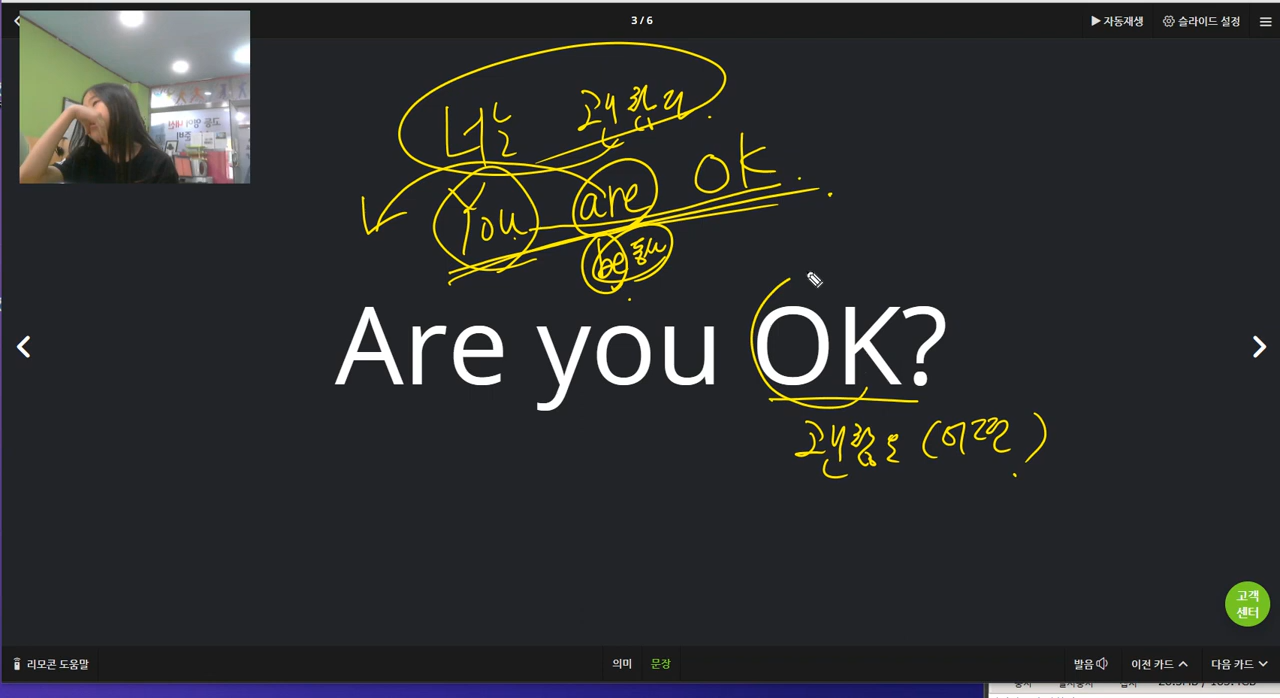 3 / 6
▶ 자동재생
슬라이드 설정
너는 괜찮다.
You are OK.
be 동사
Are you OK?
괜찮은 (어떤)
고객
센터
리모콘 도움말
의미
문장
발음
이전 카드
다음 카드